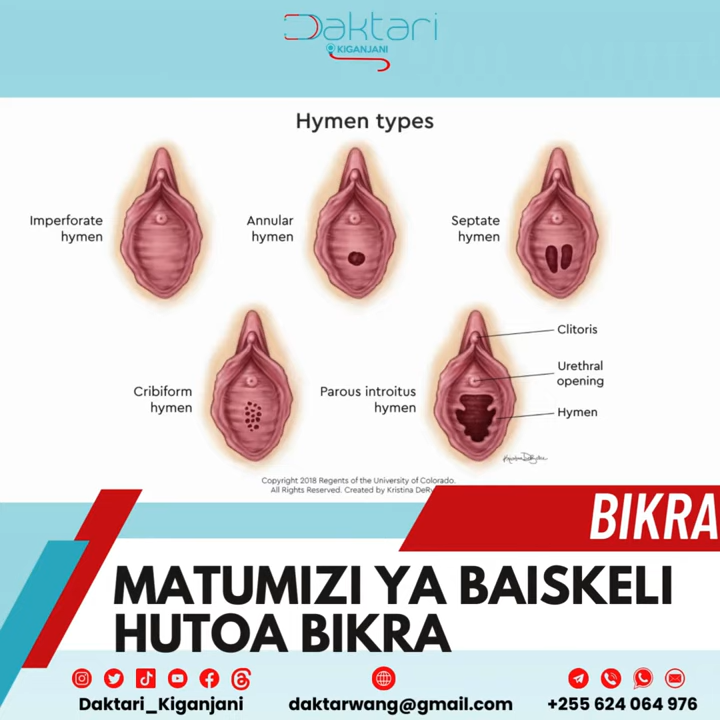 Daktari
KIGANJANI
Hymen types
Imperforate
hymen
Annular
hymen
Septate
hymen
Cribiform
hymen
Parous introitus
hymen
Clitoris
Urethral
opening
Hymen
Copyright 2018 Regents of the University of Colorado.
All Rights Reserved. Created by Kristina
BIKRA
MATUMIZI YA BAISKELI
HUTOA BIKRA
Daktari_Kiganjani
daktarwang@gmail.com
+255 624 064 976